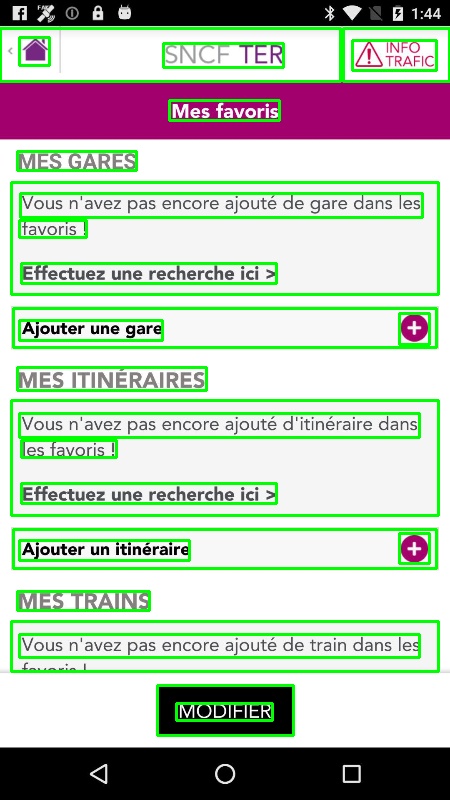 1:44
SNCF TER
INFO
TRAFIC
Mes favoris
MES GARES
Vous n'avez pas encore ajouté de gare dans les
favoris !
Effectuez une recherche ici >
Ajouter une gare
MES ITINÉRAIRES
Vous n'avez pas encore ajouté d'itinéraire dans
les favoris !
Effectuez une recherche ici >
Ajouter un itinéraire
MES TRAINS
Vous n'avez pas encore ajouté de train dans les
favoris !
MODIFIER